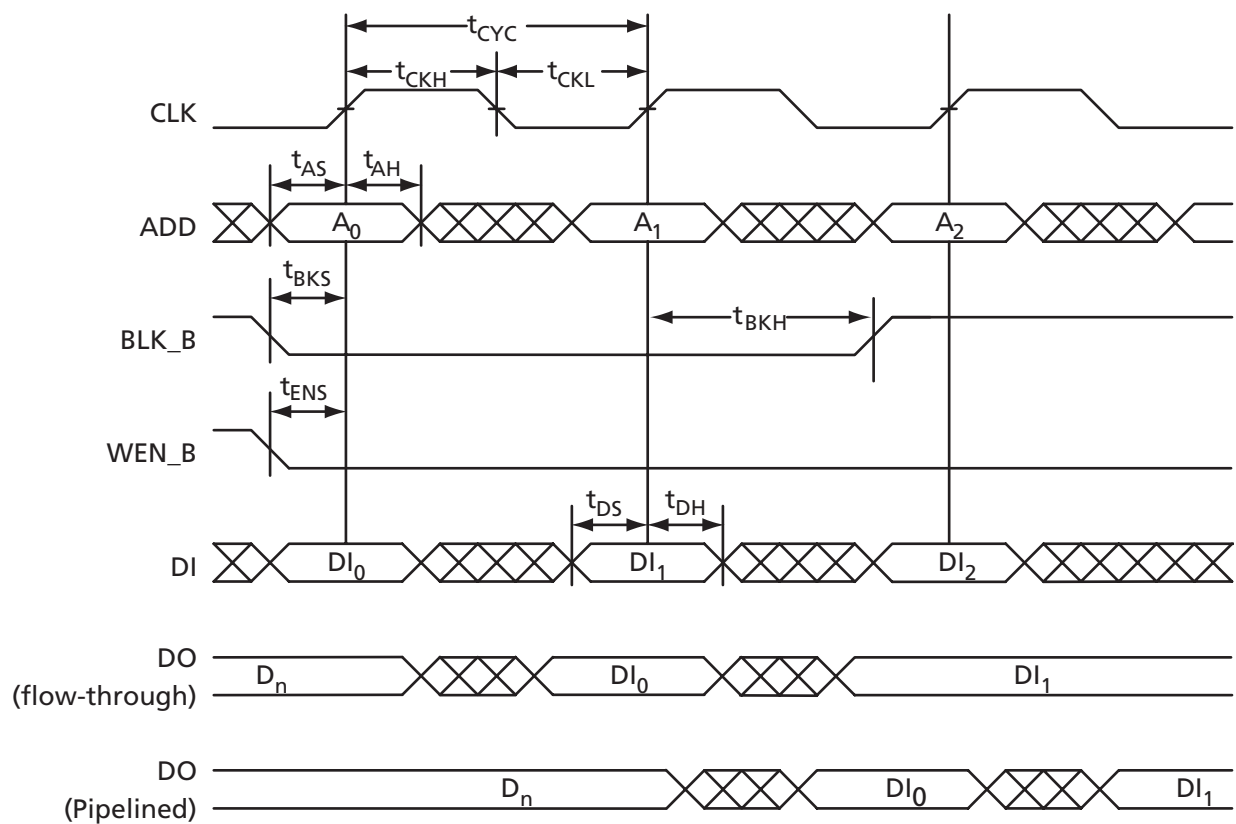 tCYC
tCKH tCKL
CLK
tAS tAH
ADD A0 A1 A2
tBKS
BLK_B tBKH
tENS
WEN_B
tDS tDH
DI DI0 DI1 DI2
DO
(flow-through) Dn DI0 DI1
DO
(Pipelined) Dn DI0 DI1